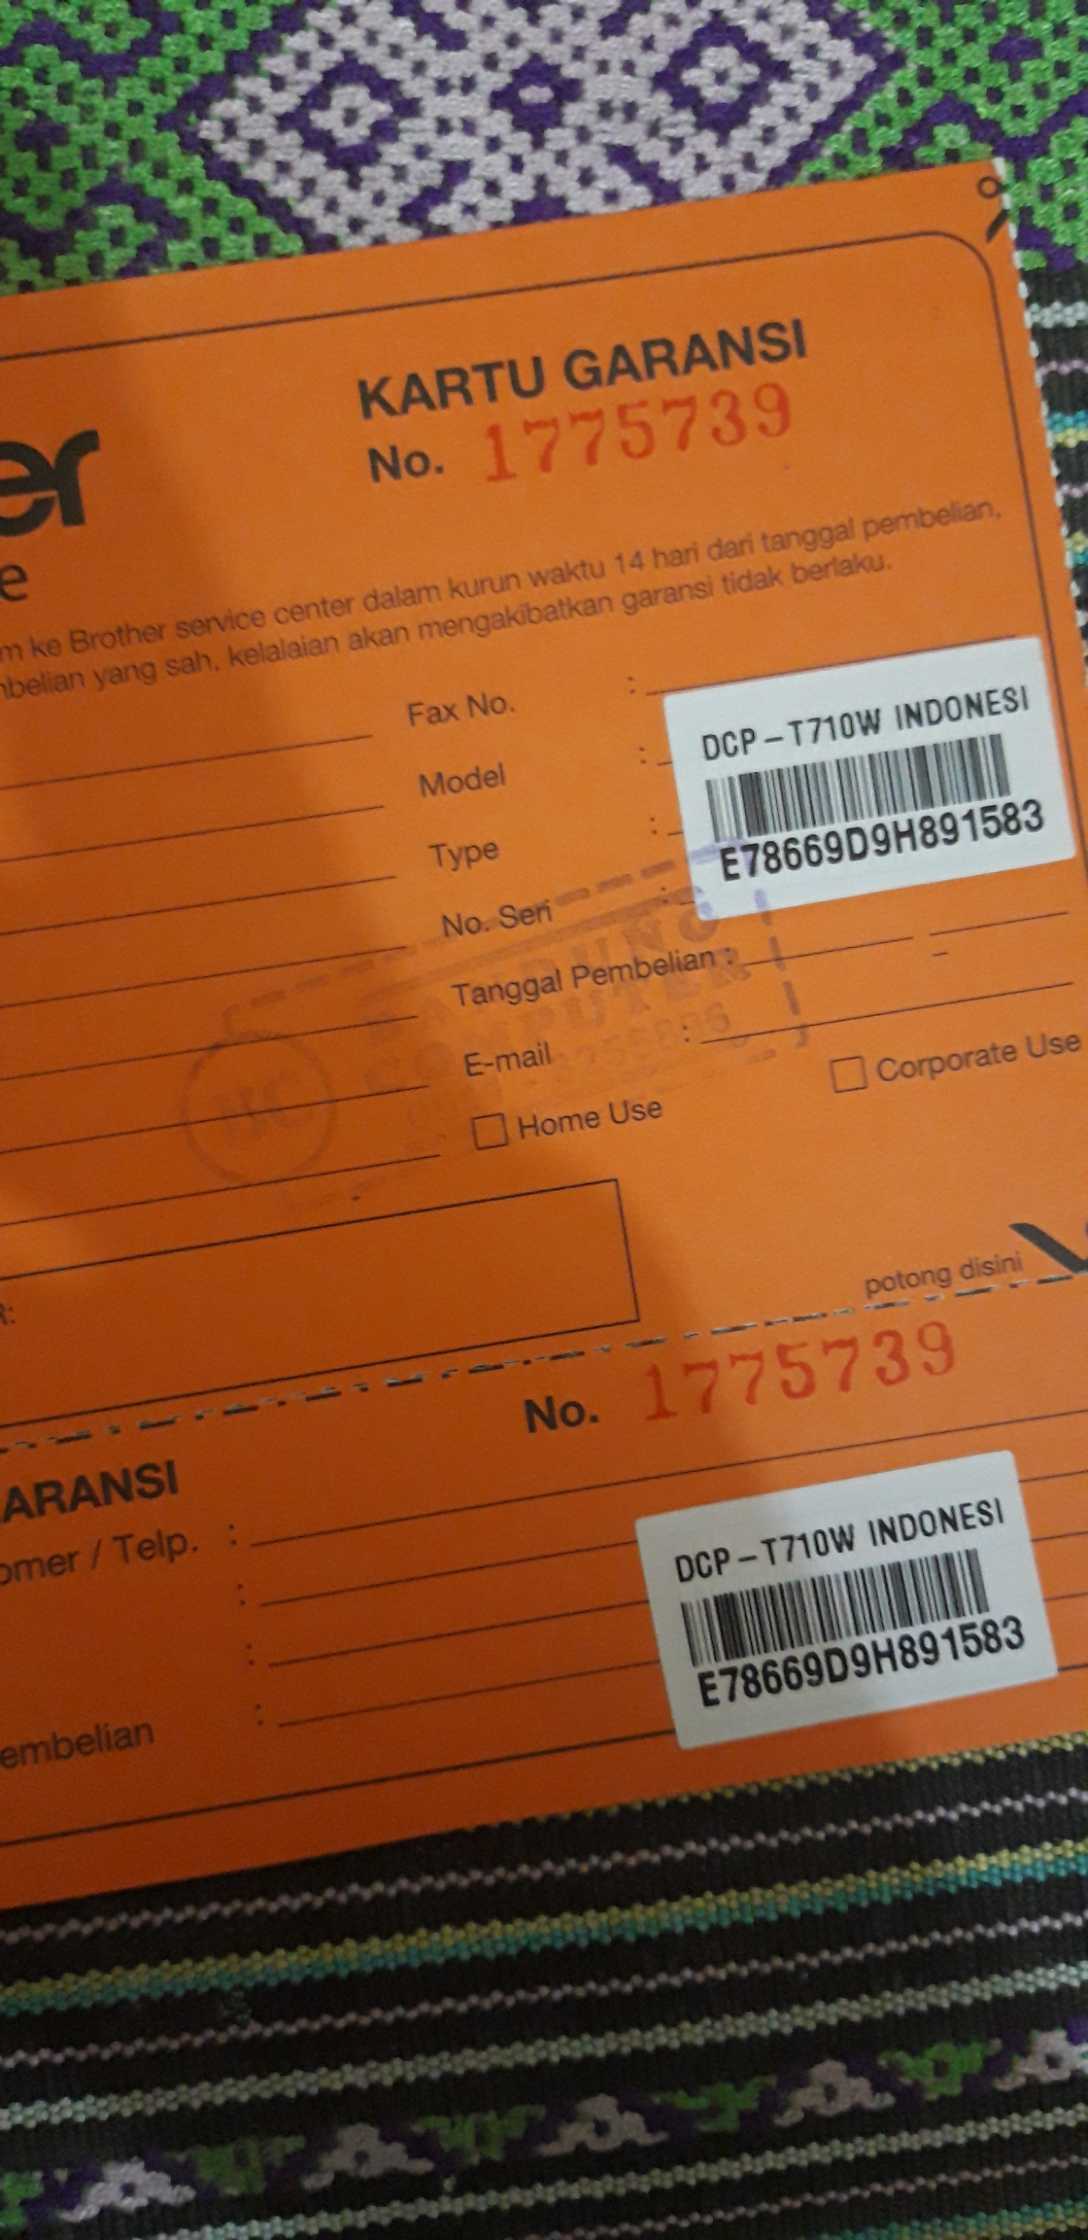 KARTU GARANSI
er
No. 1775739
e
m ke Brother service center dalam kurun waktu 14 hari dari tanggal pembelian,
belian yang sah, kelalaian akan mengakibatkan garansi tidak berlaku.
Fax No. :
Model :
DCP-T710W INDONESI
E78669D9H891583
Type :
No. Seri :
Tanggal Pembelian :
COMPUTER
E-mail :
Home Use
Corporate Use
R:
potong disini
No. 1775739
ARANSI
omer / Telp. :
:
:
DCP-T710W INDONESI
E78669D9H891583
embelian :